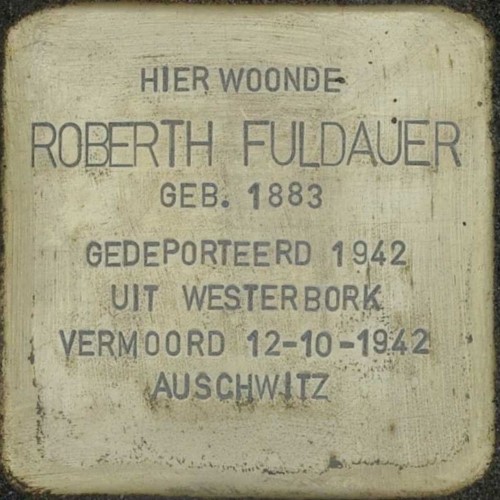 HIER WOONDE
ROBERTH FULDAUER
GEB. 1883
GEDEPORTEERD 1942
UIT WESTERBORK
VERMOORD 12-10-1942
AUSCHWITZ